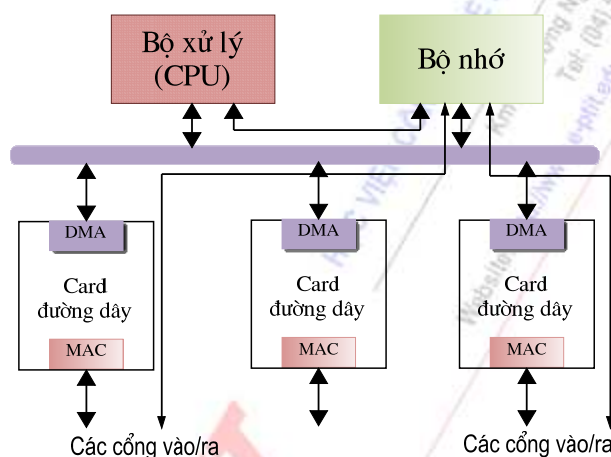 Bộ xử lý
(CPU)
Bộ nhớ
DMA
Card
đường dây
MAC
DMA
Card
đường dây
MAC
DMA
Card
đường dây
MAC
Các cổng vào/ra
Các cổng vào/ra